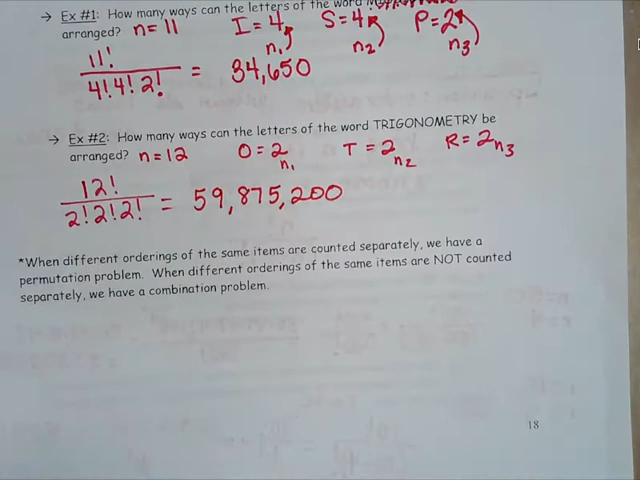 → Ex #1: How many ways can the letters of the word
arranged? n=11 I=4 S=4 P=2
n₁ n₂ n₃
11!
4! 4! 2! = 34,650
→ Ex #2: How many ways can the letters of the word TRIGONOMETRY be
arranged? n=12 O=2 n₁ T=2 n₂ R=2 n₃
12!
2! 2! 2! = 59,875,200
*When different orderings of the same items are counted separately, we have a
permutation problem. When different orderings of the same items are NOT counted
separately, we have a combination problem.
18